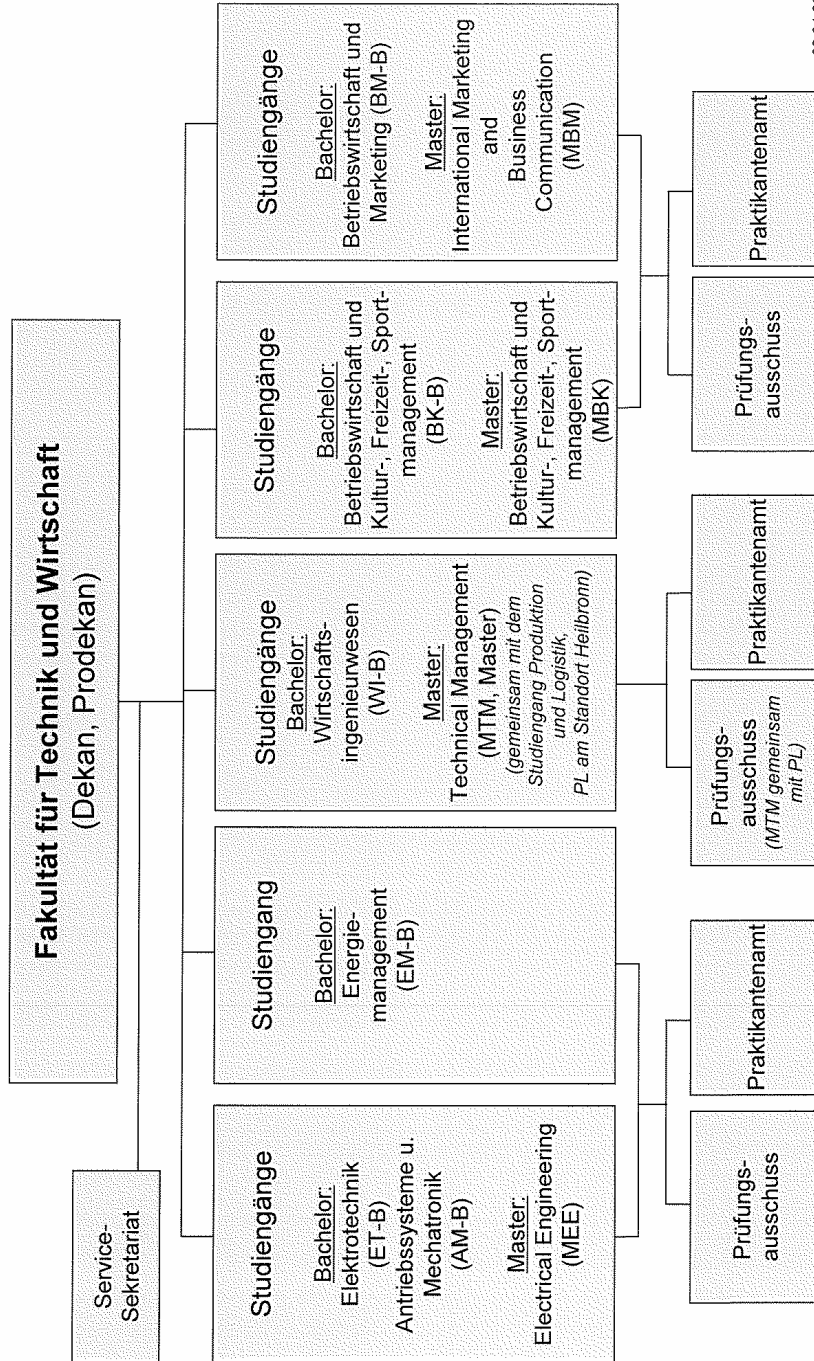 Fakultät für Technik und Wirtschaft
(Dekan, Prodekan)
Service-
Sekretariat
Studiengänge
Bachelor:
Elektrotechnik
(ET-B)
Antriebssysteme u.
Mechatronik
(AM-B)
Master:
Electrical Engineering
(MEE)
Studiengang
Bachelor:
Energie-
management
(EM-B)
Studiengänge
Bachelor:
Wirtschafts-
ingenieurwesen
(WI-B)
Master:
Technical Management
(MTM, Master)
(gemeinsam mit dem
Studiengang Produktion
und Logistik,
PL am Standort Heilbronn)
Studiengänge
Bachelor:
Betriebswirtschaft und
Kultur-, Freizeit-, Sport-
management
(BK-B)
Master:
Betriebswirtschaft und
Kultur-, Freizeit-, Sport-
management
(MBK)
Studiengänge
Bachelor:
Betriebswirtschaft und
Marketing (BM-B)
Master:
International Marketing
and
Business
Communication
(MBM)
Prüfungs-
ausschuss
Praktikantenamt
Prüfungs-
ausschuss
(MTM gemeinsam
mit PL)
Praktikantenamt
Prüfungs-
ausschuss
Praktikantenamt